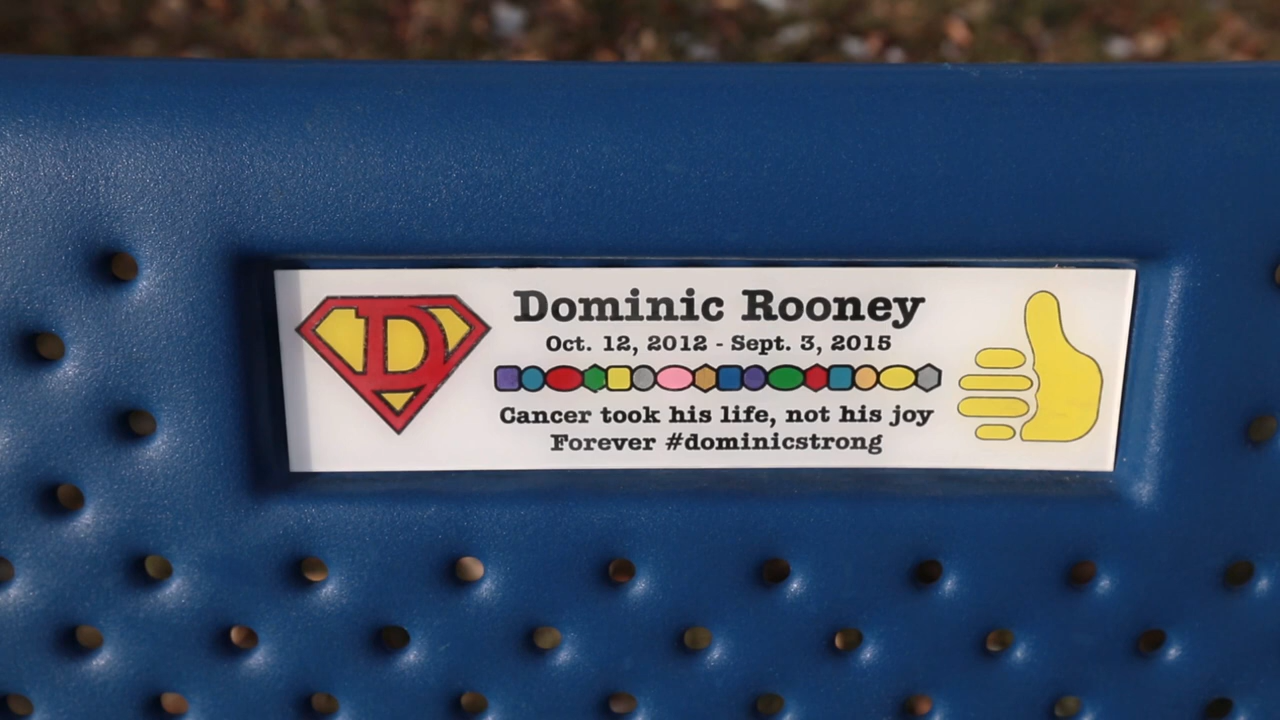 D
Dominic Rooney
Oct. 12, 2012 - Sept. 3, 2015
Cancer took his life, not his joy
Forever #dominicstrong